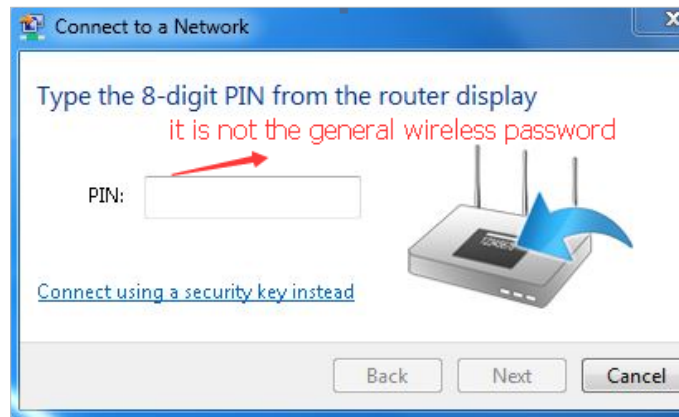 Connect to a Network
Type the 8-digit PIN from the router display
it is not the general wireless password
PIN:
12345670
Connect using a security key instead
Back
Next
Cancel